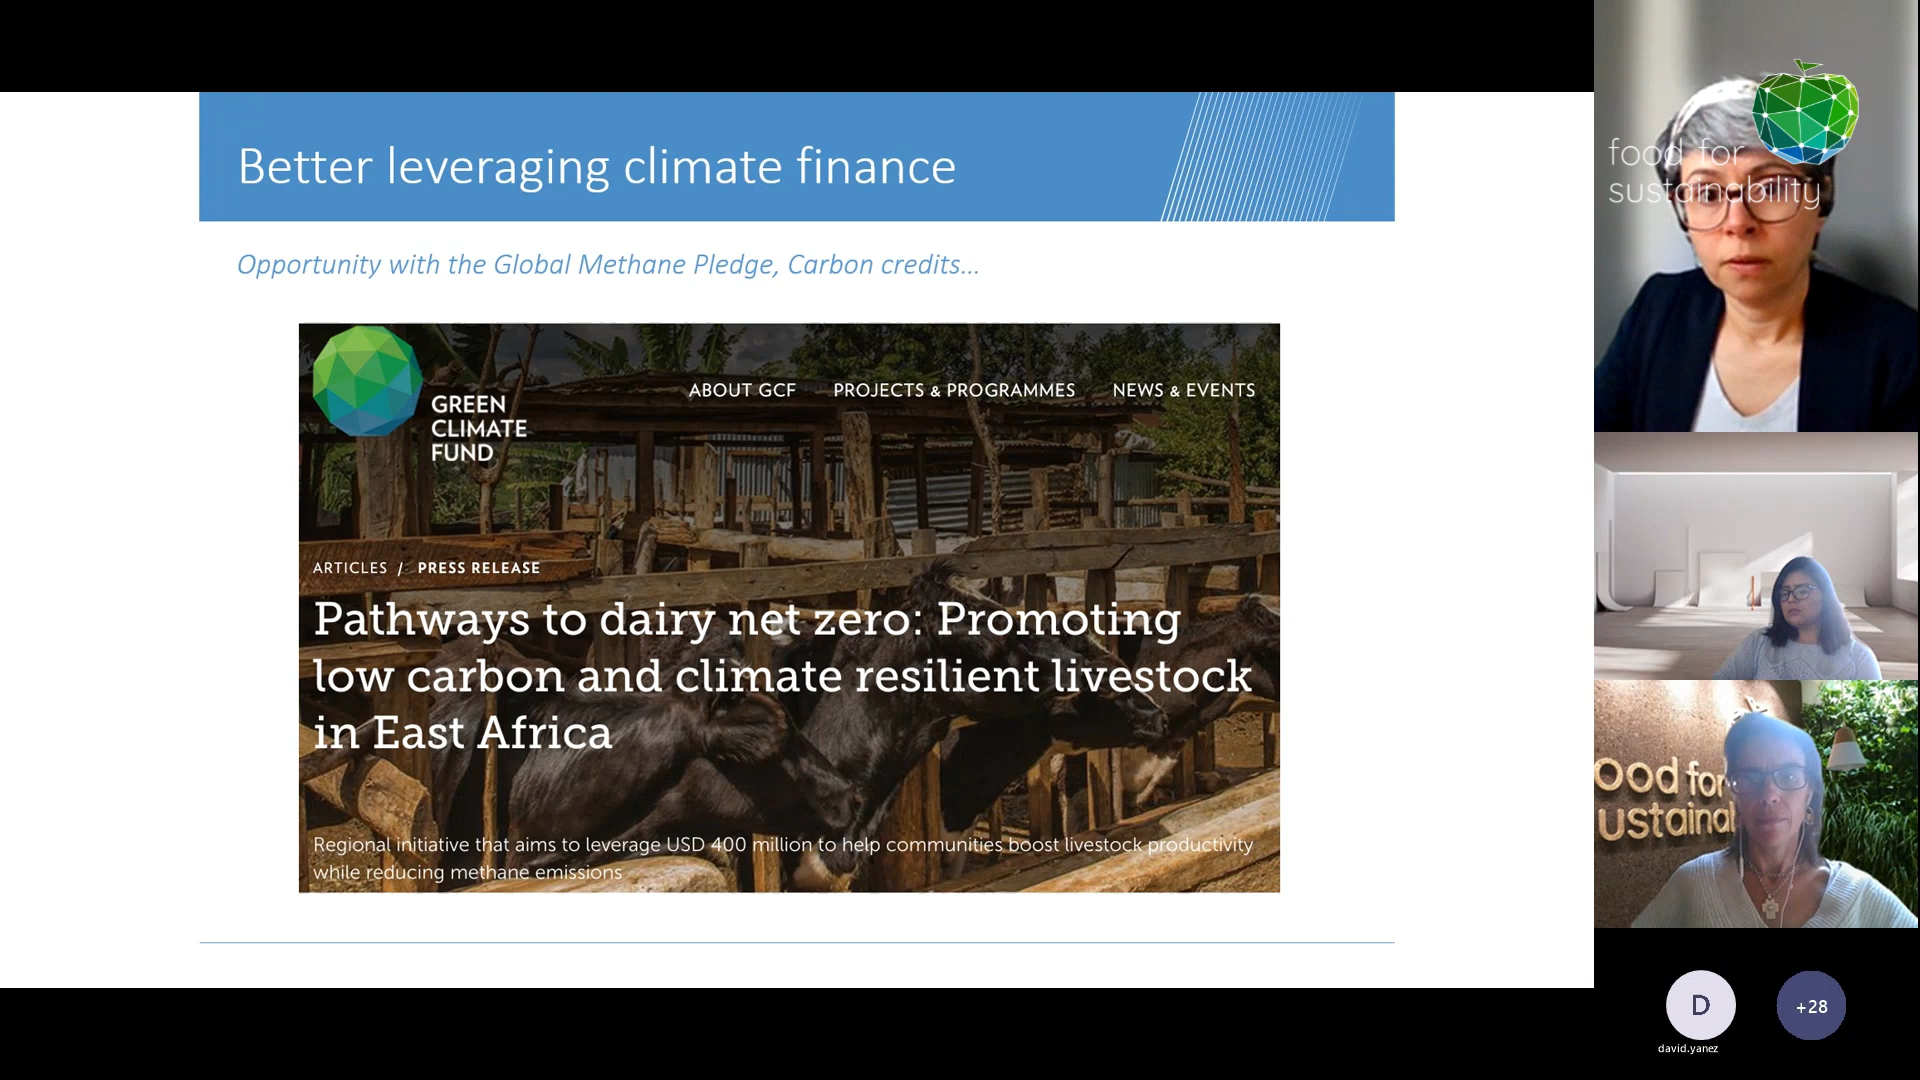 Better leveraging climate finance
Opportunity with the Global Methane Pledge, Carbon credits...
GREEN
CLIMATE
FUND
ABOUT GCF PROJECTS & PROGRAMMES NEWS & EVENTS
ARTICLES / PRESS RELEASE
Pathways to dairy net zero: Promoting
low carbon and climate resilient livestock
in East Africa
Regional initiative that aims to leverage USD 400 million to help communities boost livestock productivity
while reducing methane emissions
food for
sustainability
ood for
ustainal
D
david.yanez
+28